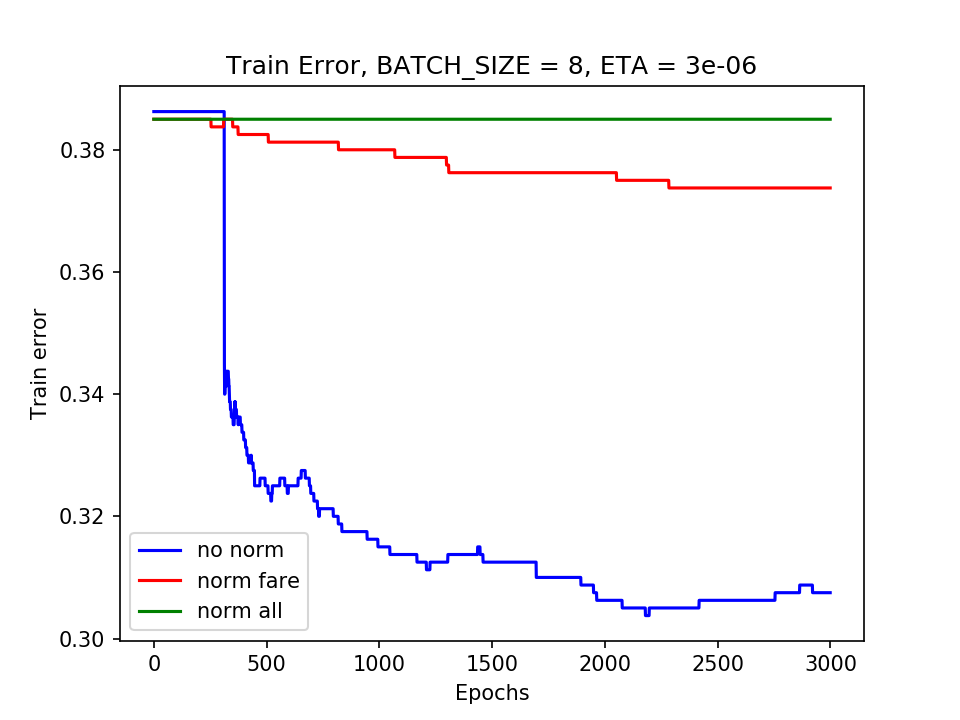 Train Error, BATCH_SIZE = 8, ETA = 3e-06
Train error
0.38
0.36
0.34
0.32
0.30
no norm
norm fare
norm all
0 500 1000 1500 2000 2500 3000
Epochs